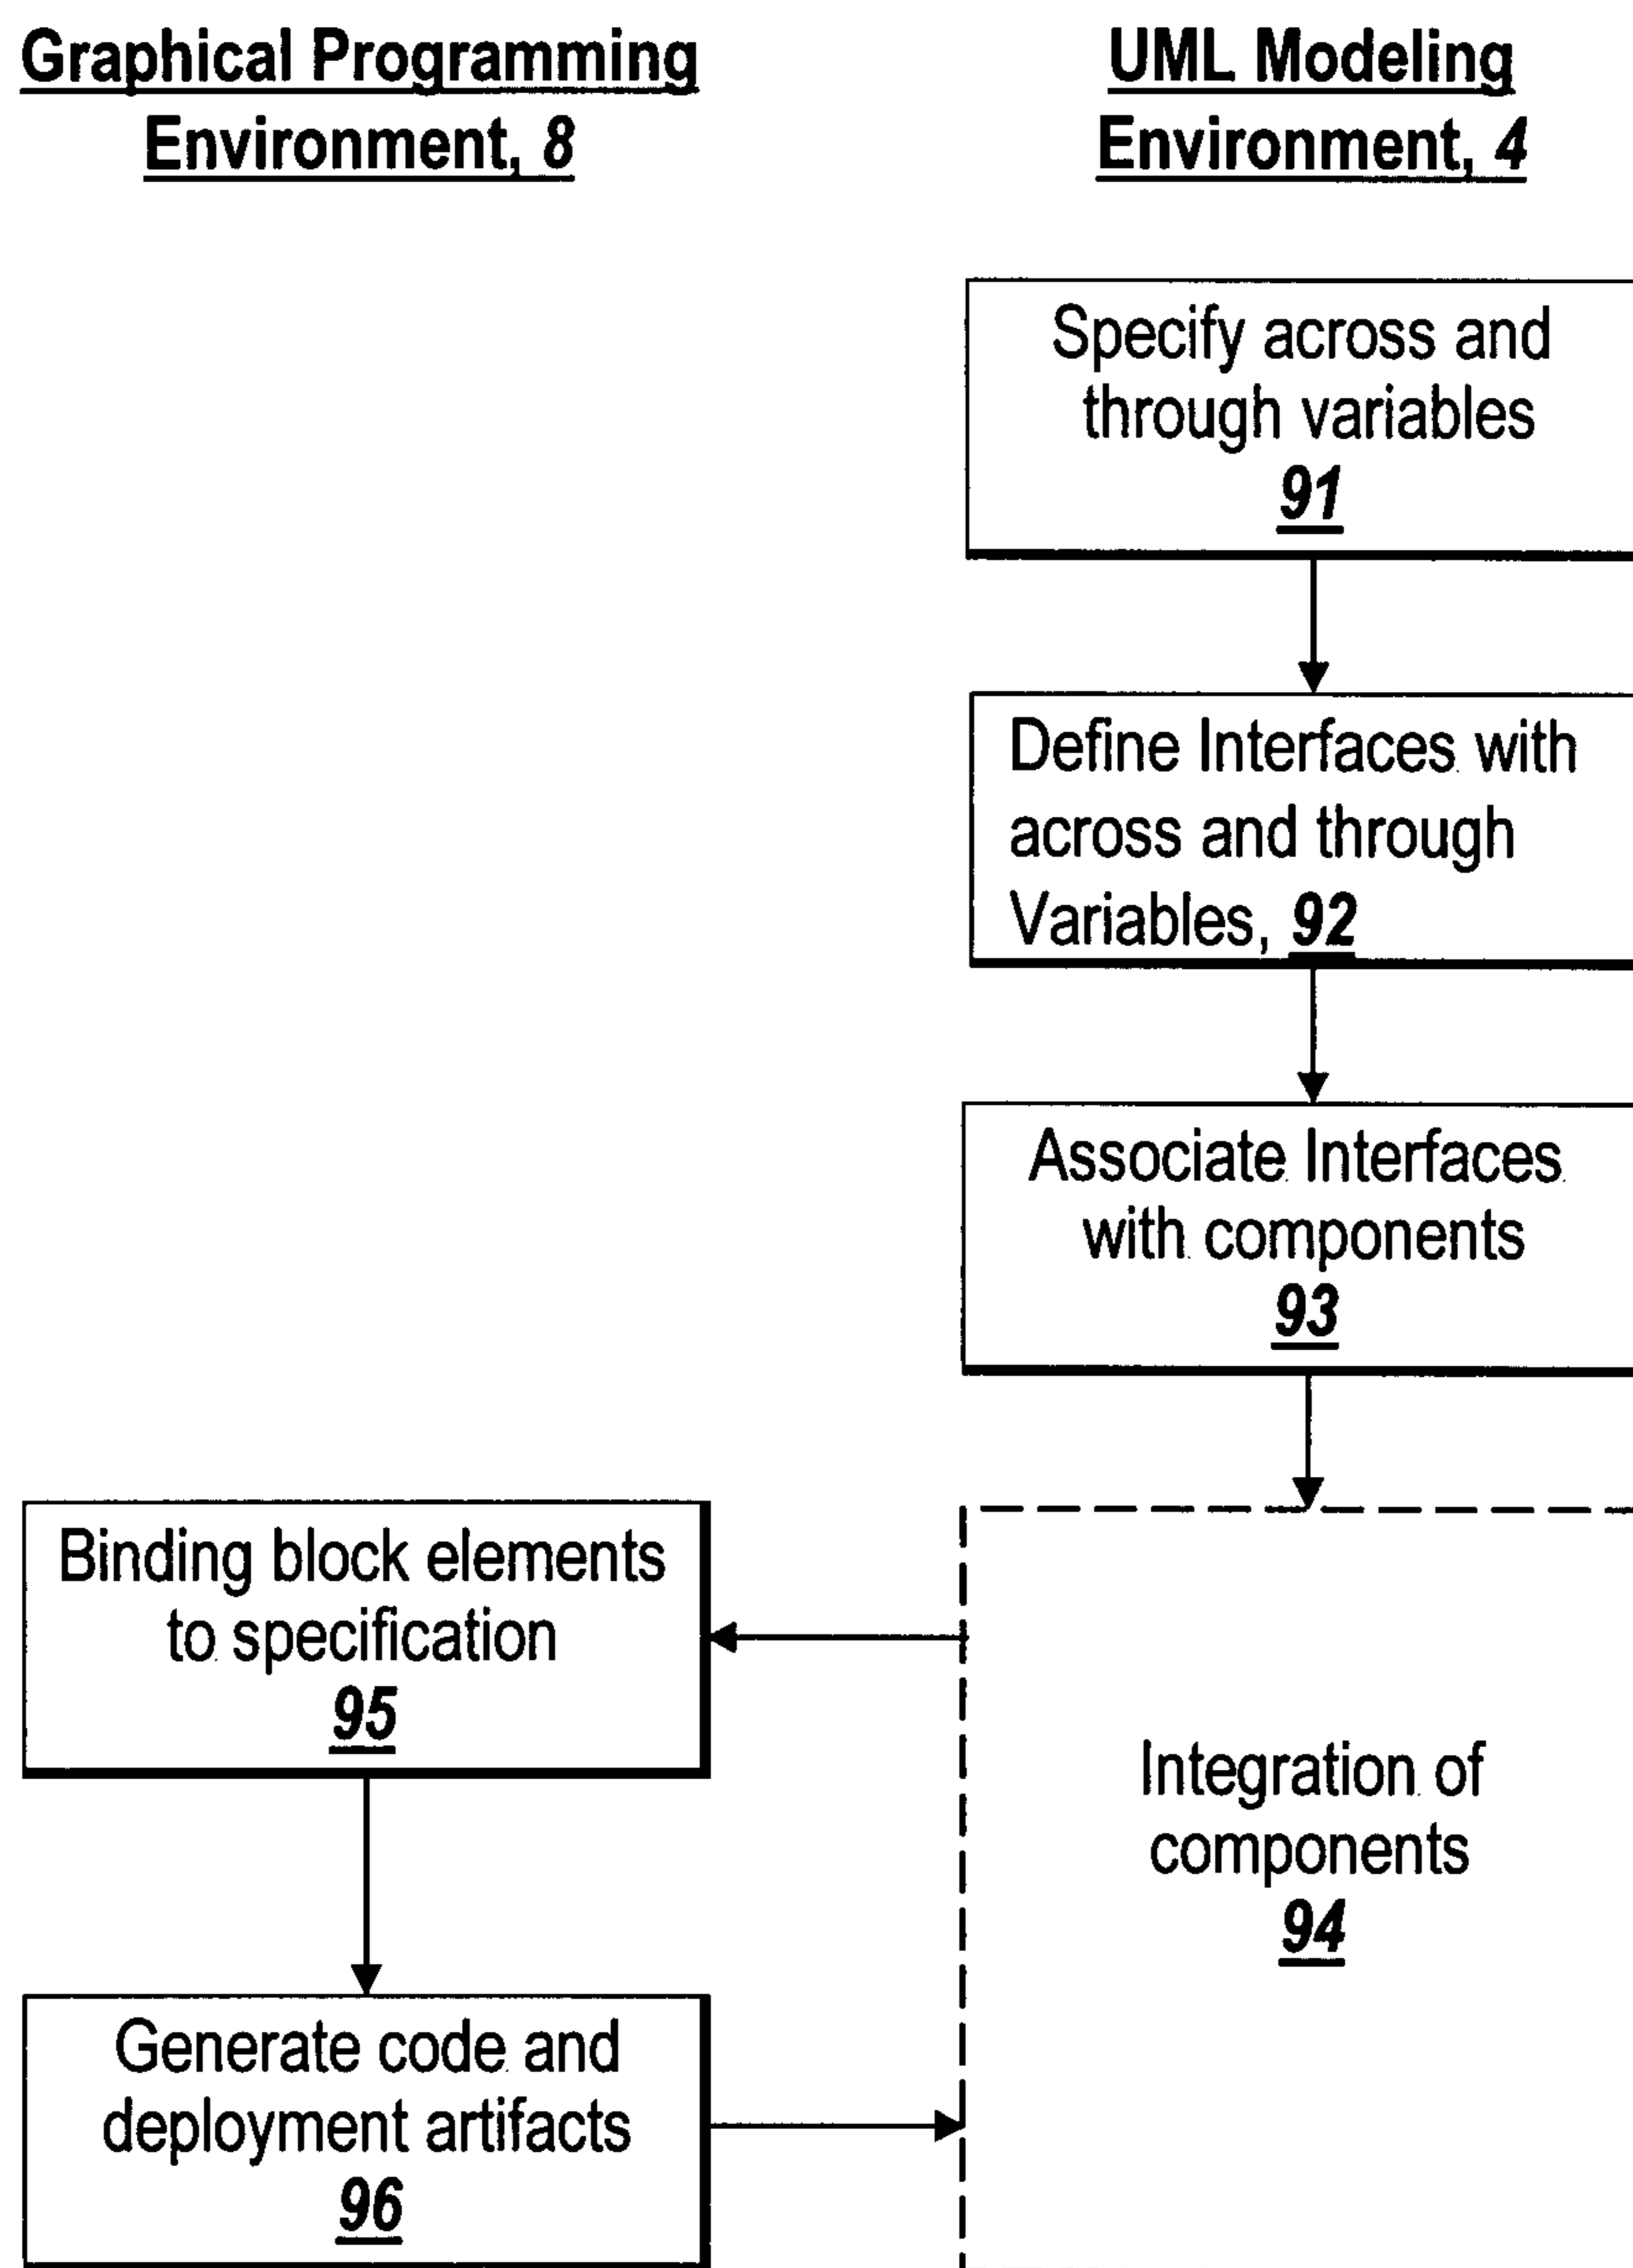 Graphical Programming
Environment, 8
UML Modeling
Environment, 4
Specify across and
through variables
91
Define Interfaces with
across and through
Variables, 92
Associate Interfaces
with components
93
Binding block elements
to specification
95
Integration of
components
94
Generate code and
deployment artifacts
96